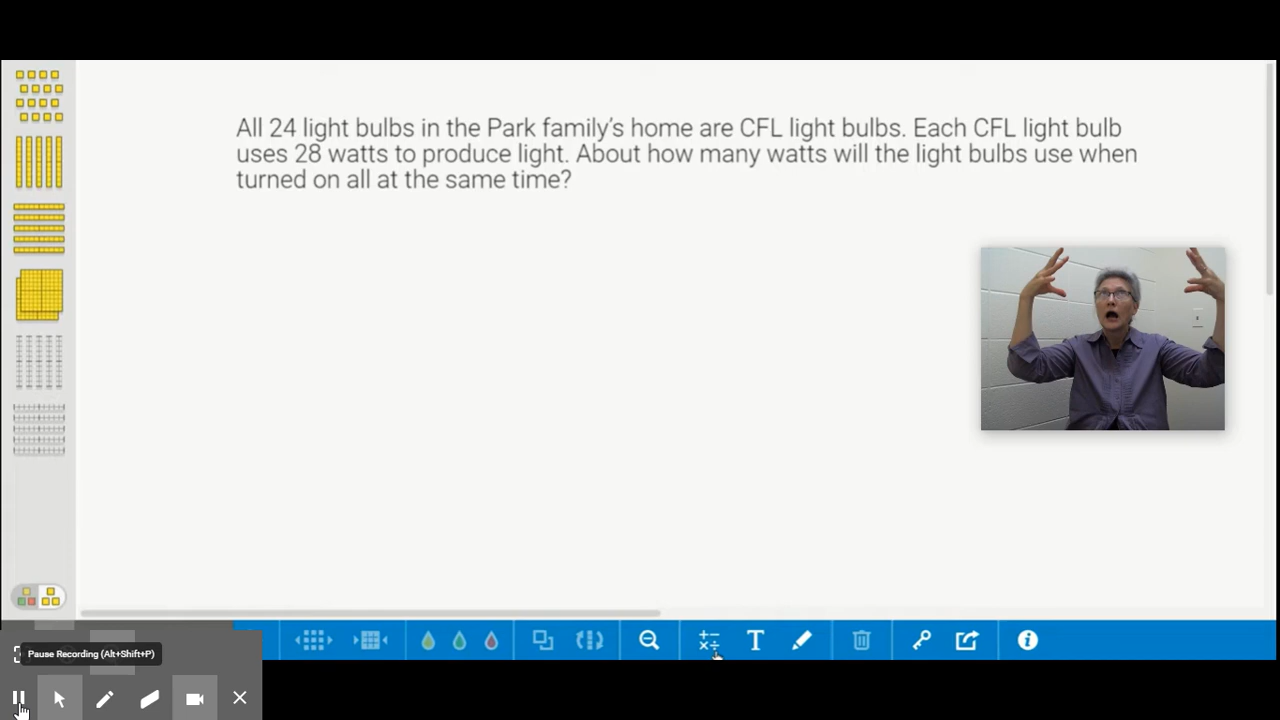 All 24 light bulbs in the Park family's home are CFL light bulbs. Each CFL light bulb
uses 28 watts to produce light. About how many watts will the light bulbs use when
turned on all at the same time?
Pause Recording (Alt+Shift+P)